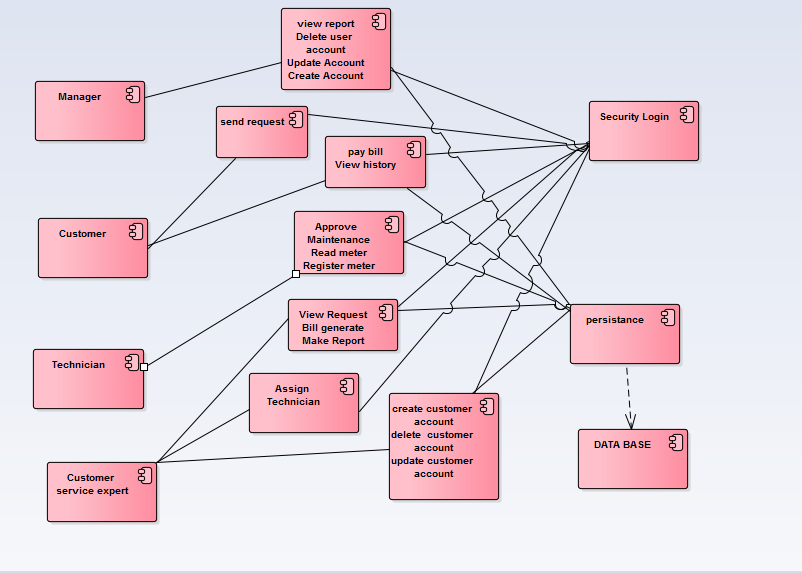 view report
Delete user
account
Update Account
Create Account
Manager
send request
Security Login
pay bill
View history
Customer
Approve
Maintenance
Read meter
Register meter
View Request
Bill generate
Make Report
persistance
Technician
Assign
Technician
create customer
account
delete customer
account
update customer
account
DATA BASE
Customer
service expert